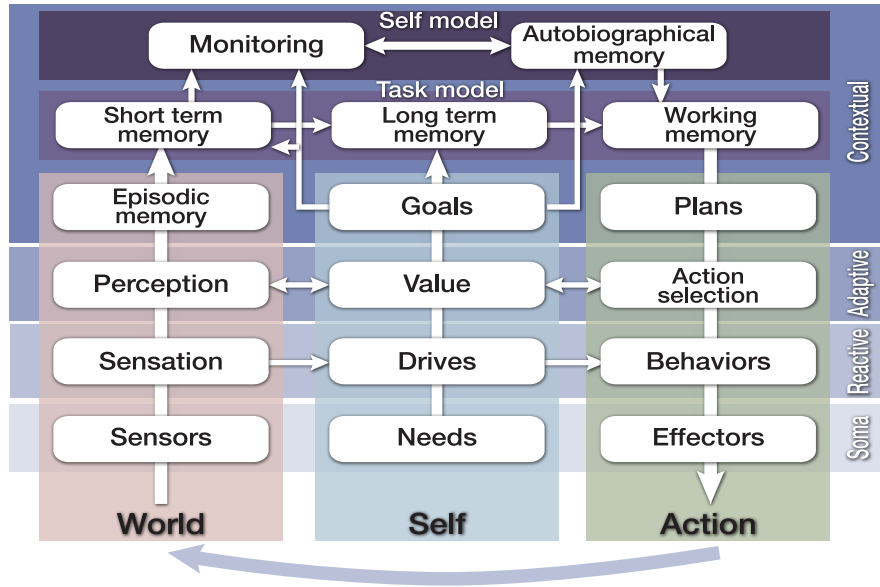 Self model
Monitoring
Autobiographical
memory
Task model
Short term
memory
Long term
memory
Working
memory
Contextual
Episodic
memory
Goals
Plans
Perception
Value
Action
selection
Adaptive
Sensation
Drives
Behaviors
Reactive
Sensors
Needs
Effectors
Soma
World
Self
Action